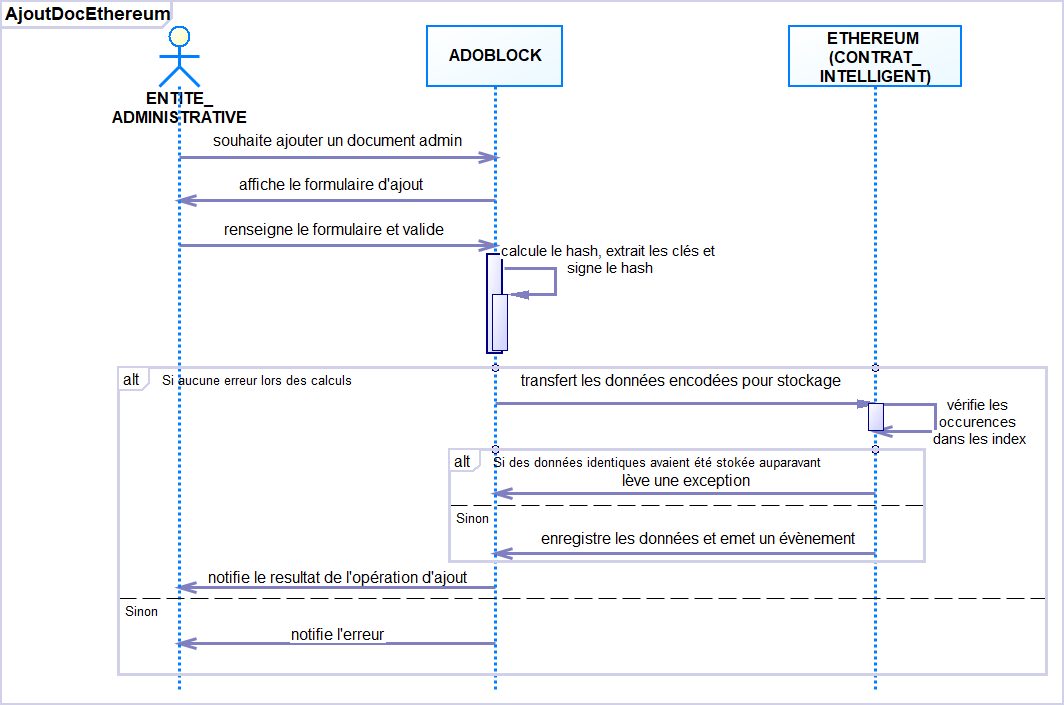 AjoutDocEthereum
ENTITE_
ADMINISTRATIVE
ADOBLOCK
ETHEREUM
(CONTRAT_
INTELLIGENT)
souhaite ajouter un document admin
affiche le formulaire d'ajout
renseigne le formulaire et valide
calcule le hash, extrait les clés et
signe le hash
alt
Si aucune erreur lors des calculs
transfert les données encodées pour stockage
vérifie les
occurences
dans les index
alt
Si des données identiques avaient été stokée auparavant
lève une exception
Sinon
enregistre les données et emet un évènement
notifie le resultat de l'opération d'ajout
Sinon
notifie l'erreur